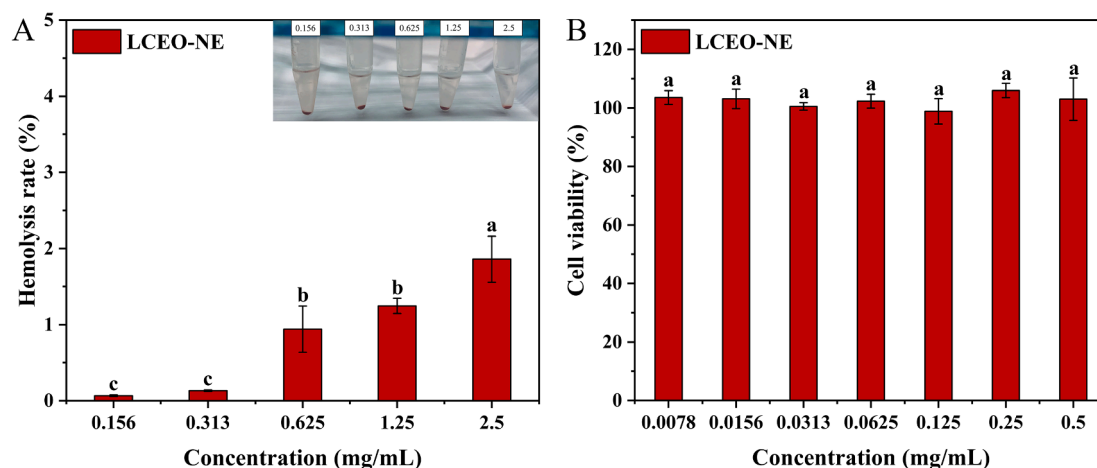 A
LCEO-NE
0.156 0.313 0.625 1.25 2.5
Hemolysis rate (%)
5
4
3
2
1
0
c c b b a
0.156 0.313 0.625 1.25 2.5
Concentration (mg/mL)
B
LCEO-NE
Cell viability (%)
120
100
80
60
40
20
0
a a a a a a a
0.0078 0.0156 0.0313 0.0625 0.125 0.25 0.5
Concentration (mg/mL)